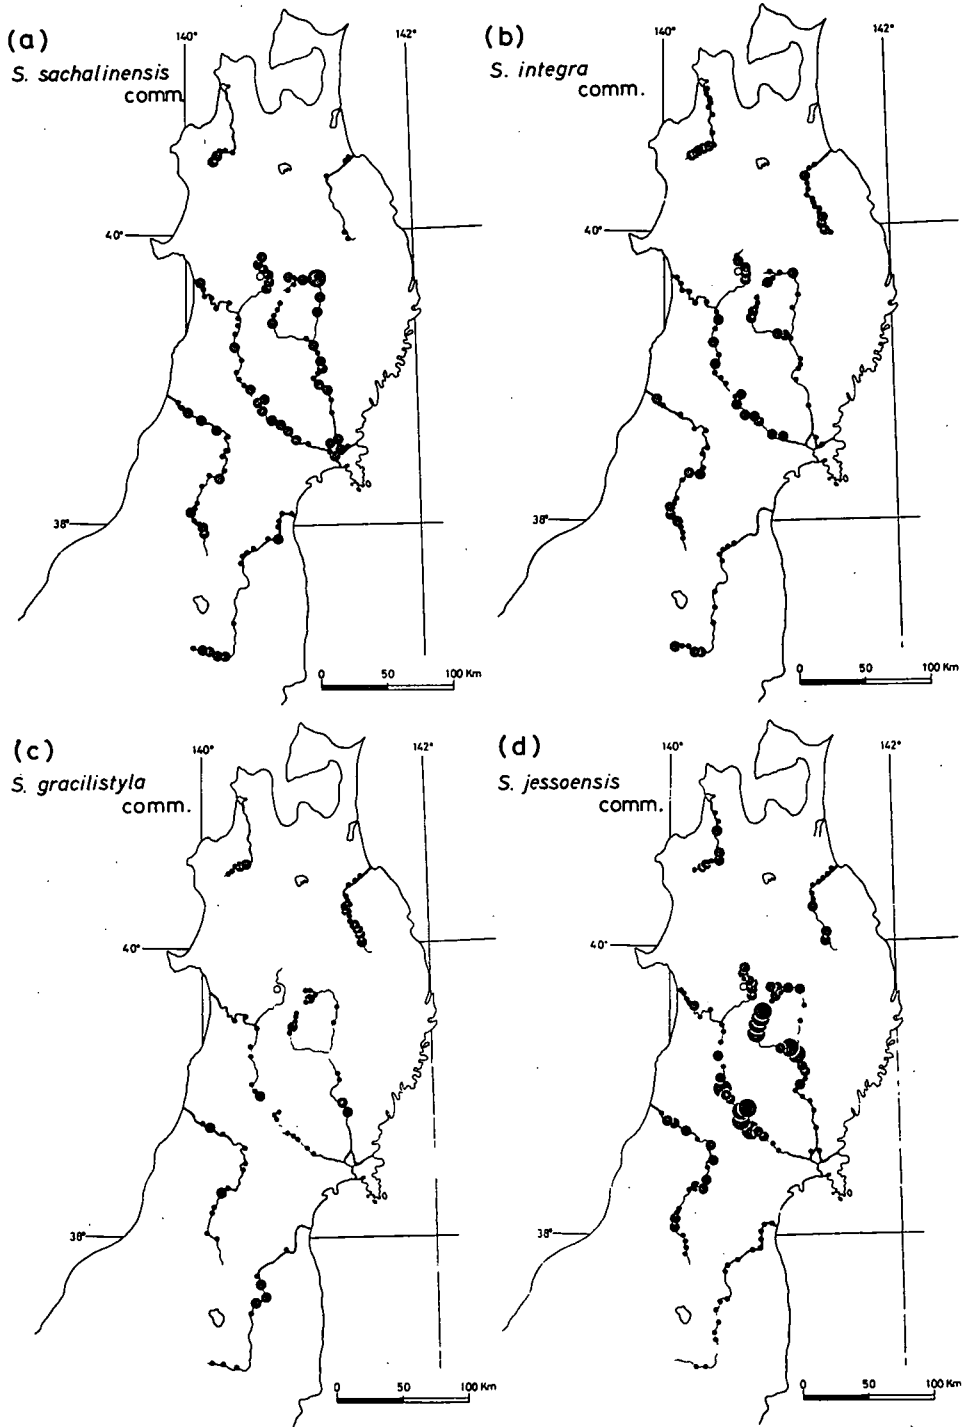 (a)
S. sachalinensis
comm.
140°
142°
40°
38°
0 50 100 Km
(b)
S. integra
comm.
140°
142°
40°
38°
0 50 100 Km
(c)
S. gracilistyla
comm.
140°
142°
40°
38°
0 50 100 Km
(d)
S. jessoensis
comm.
140°
142°
40°
38°
0 50 100 Km